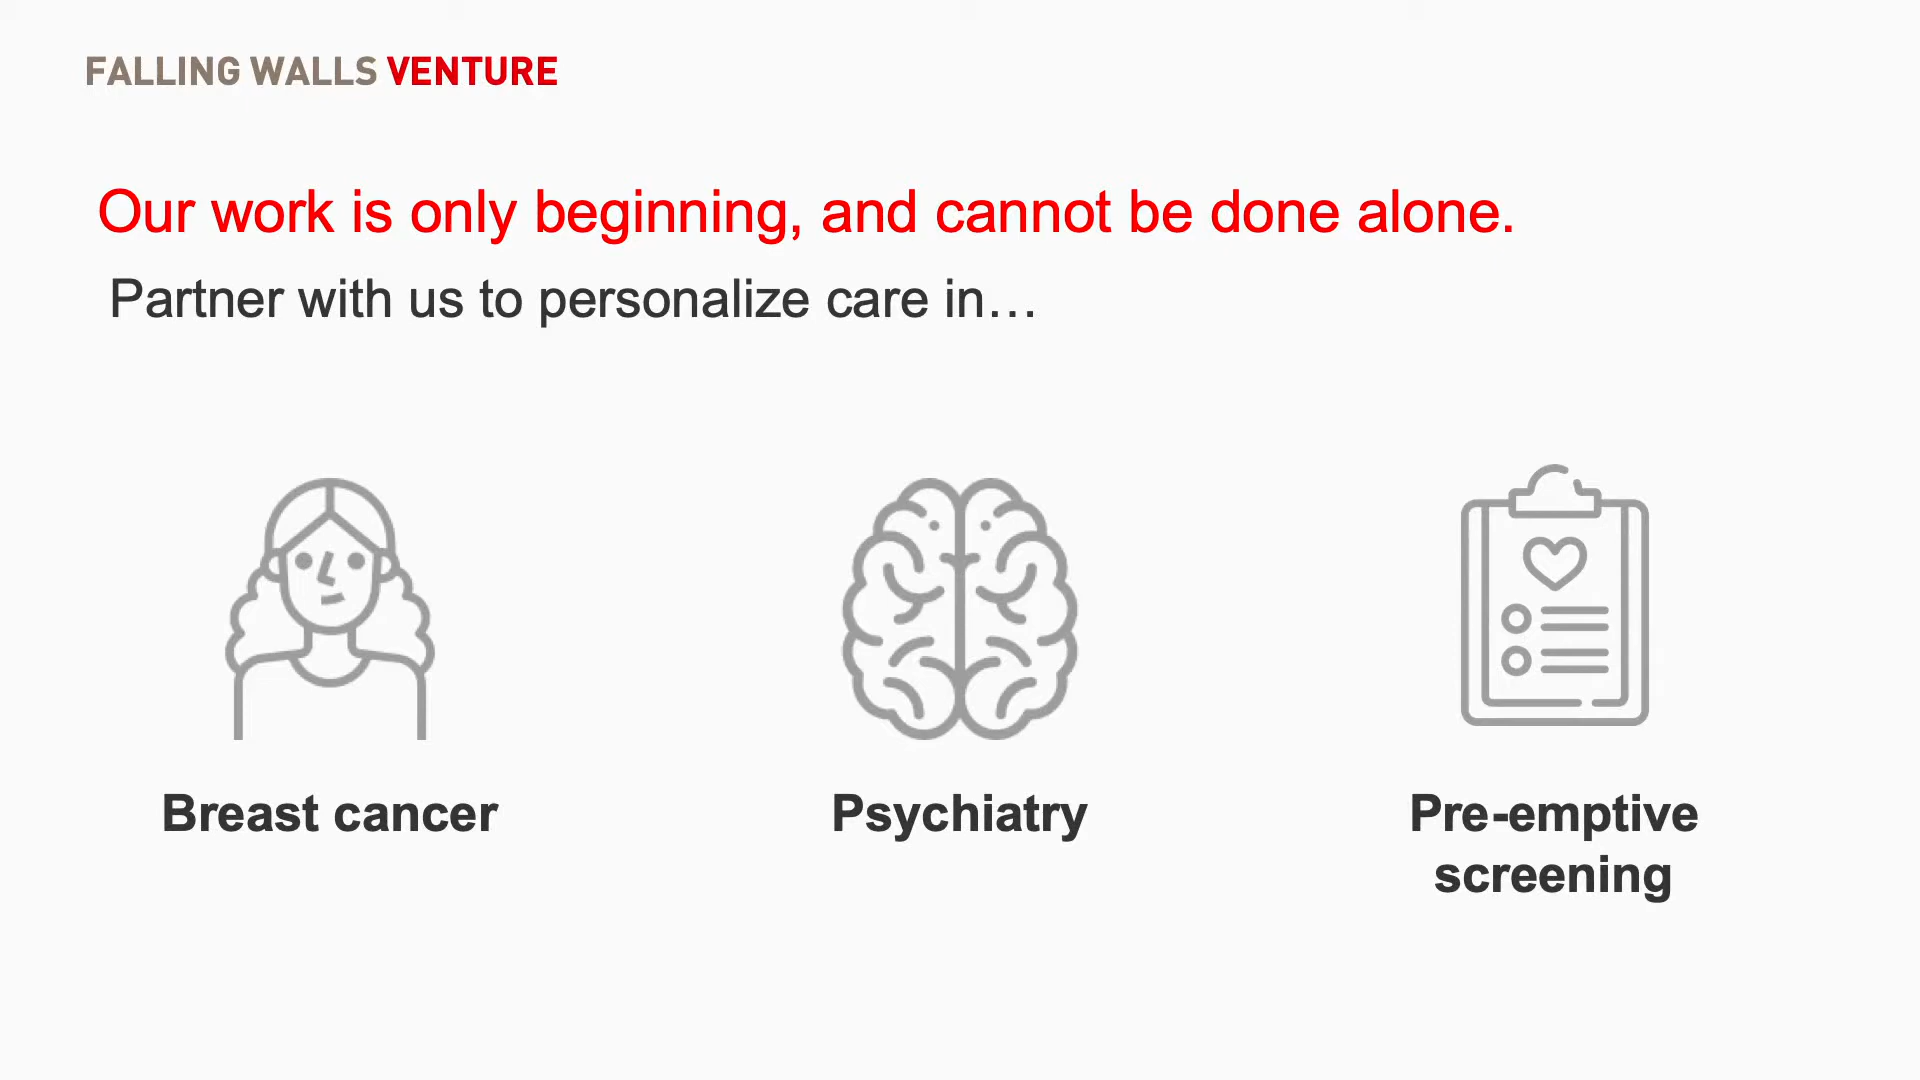 FALLING WALLS VENTURE
Our work is only beginning, and cannot be done alone.
Partner with us to personalize care in…
Breast cancer
Psychiatry
Pre-emptive
screening